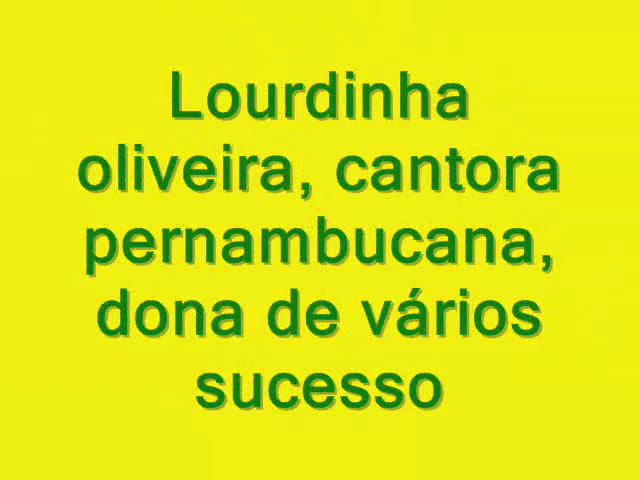 Lourdinha
oliveira, cantora
pernambucana,
dona de vários
sucesso